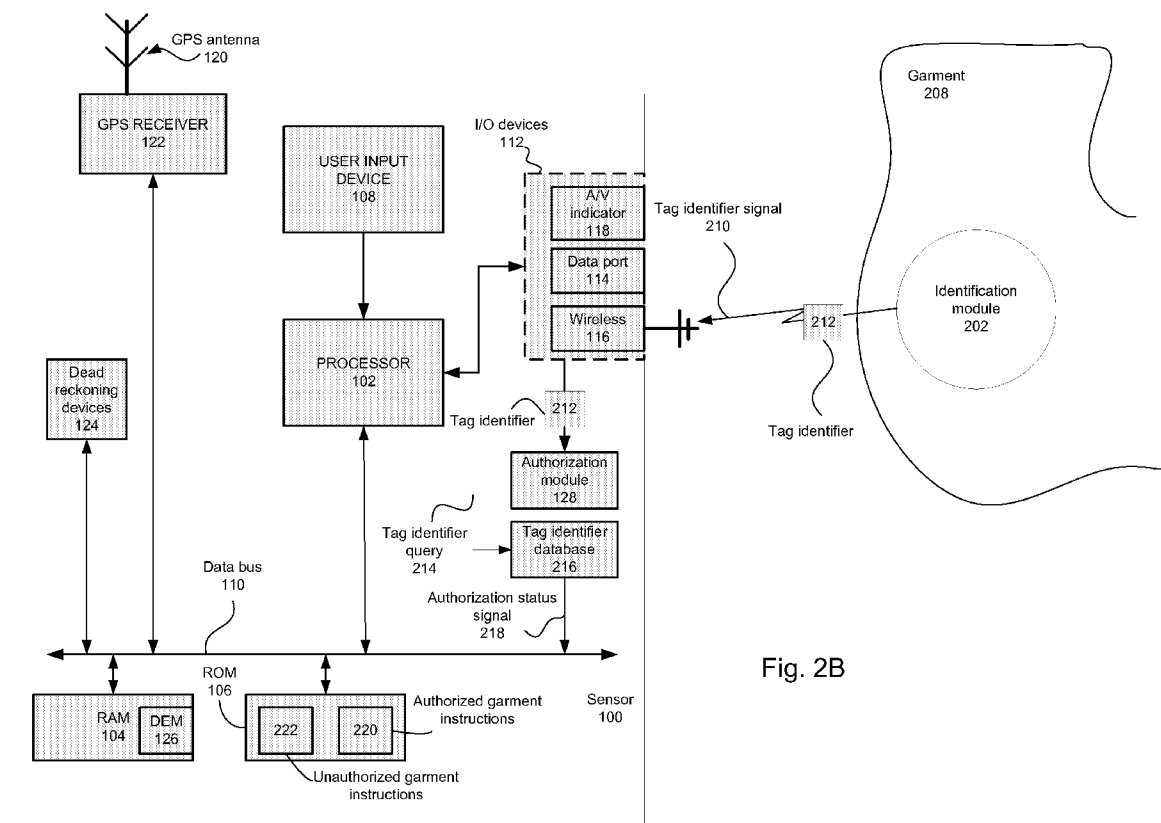 GPS antenna
120
GPS RECEIVER
122
USER INPUT
DEVICE
108
I/O devices
112
A/V
indicator
118
Data port
114
Wireless
116
Tag identifier signal
210
Garment
208
Identification
module
202
212
Tag identifier
PROCESSOR
102
Dead
reckoning
devices
124
Tag identifier
212
Authorization
module
128
Tag identifier
query
214
Tag identifier
database
216
Authorization status
signal
218
Data bus
110
ROM
106
RAM
104
DEM
126
222
220
Authorized garment
instructions
Unauthorized garment
instructions
Sensor
100
Fig. 2B